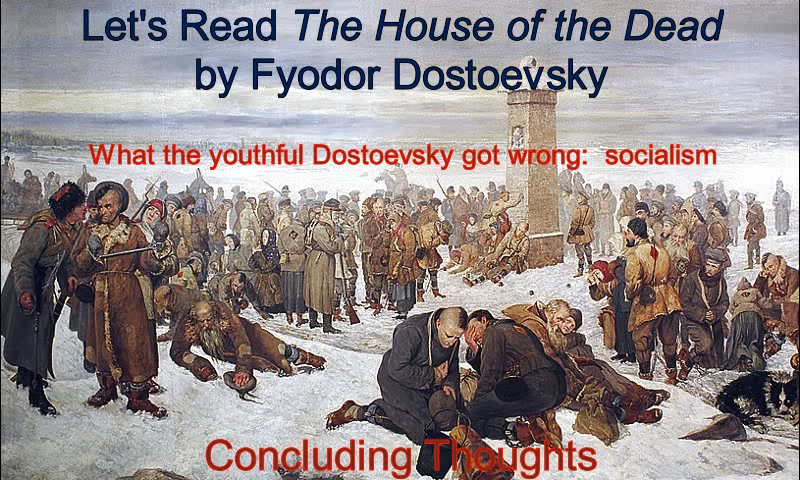 Let's Read The House of the Dead
by Fyodor Dostoevsky
What the youthful Dostoevsky got wrong:  socialism
Concluding Thoughts